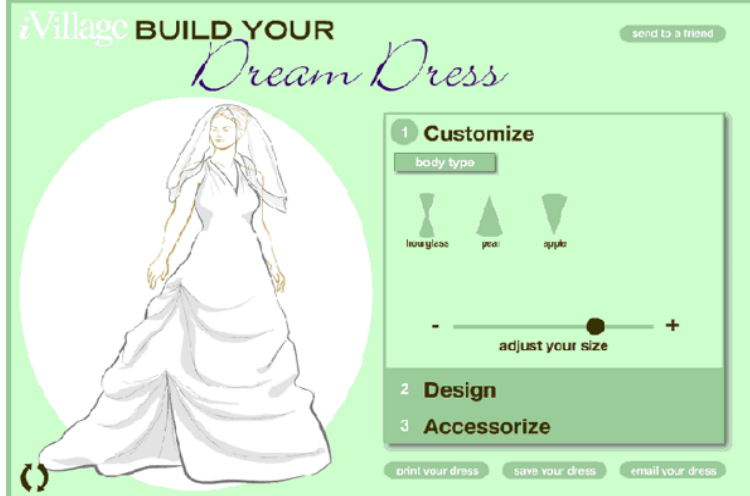 iVillage BUILD YOUR
Dream Dress
send to a friend
1 Customize
body type
hourglass pear apple
- +
adjust your size
2 Design
3 Accessorize
print your dress save your dress email your dress